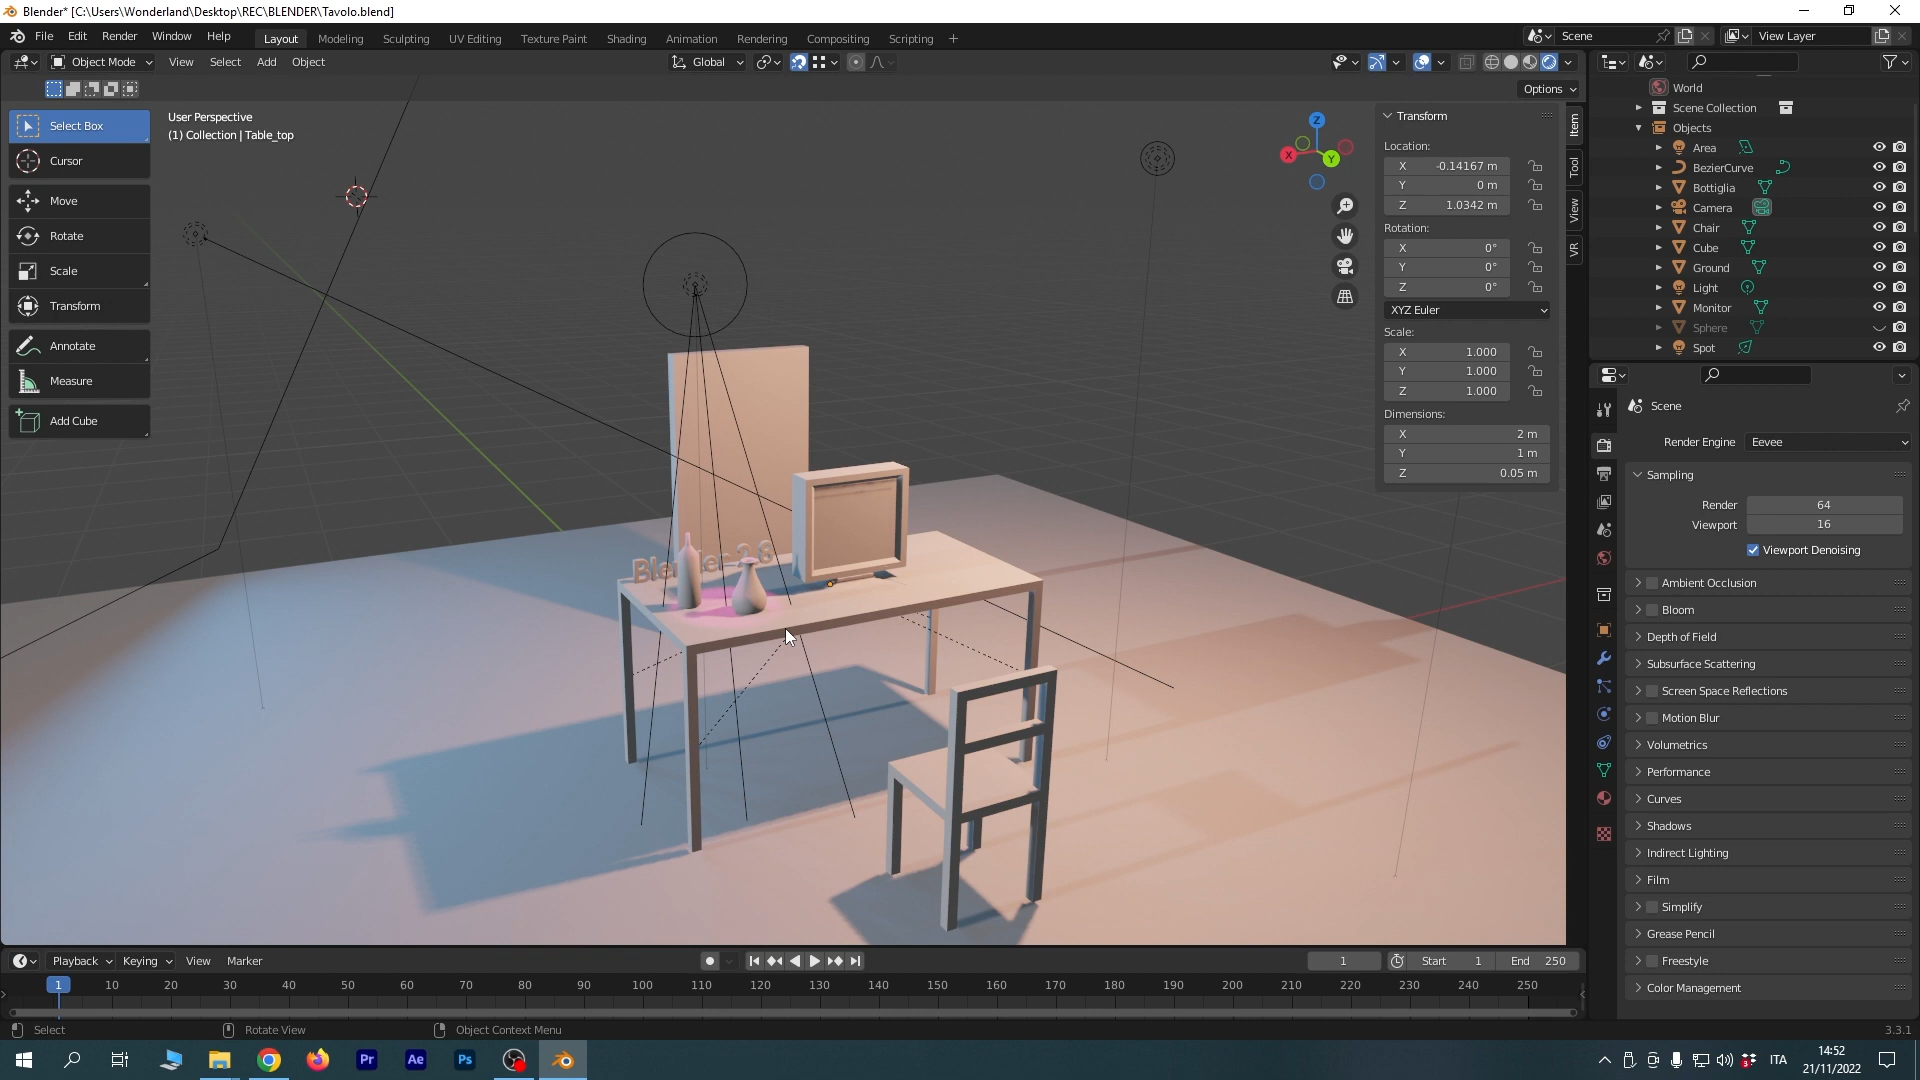 Blender* [C:\Users\Wonderland\Desktop\REC\BLENDER\Tavolo.blend]
File Edit Render Window Help Layout Modeling Sculpting UV Editing Texture Paint Shading Animation Rendering Compositing Scripting + Scene View Layer
Object Mode View Select Add Object Global
Options
Select Box
Cursor
Move
Rotate
Scale
Transform
Annotate
Measure
Add Cube
User Perspective
(1) Collection | Table_top
Z
X
Y
Transform
Location:
X -0.14167 m
Y 0 m
Z 1.0342 m
Rotation:
X 0°
Y 0°
Z 0°
XYZ Euler
Scale:
X 1.000
Y 1.000
Z 1.000
Dimensions:
X 2 m
Y 1 m
Z 0.05 m
Item
Tool
View
VR
World
Scene Collection
Objects
Area
BezierCurve
Bottiglia
Camera
Chair
Cube
Ground
Light
Monitor
Sphere
Spot
Scene
Render Engine Eevee
Sampling
Render 64
Viewport 16
Viewport Denoising
Ambient Occlusion
Bloom
Depth of Field
Subsurface Scattering
Screen Space Reflections
Motion Blur
Volumetrics
Performance
Curves
Shadows
Indirect Lighting
Film
Simplify
Grease Pencil
Freestyle
Color Management
Playback Keying View Marker 1 Start 1 End 250
1 10 20 30 40 50 60 70 80 90 100 110 120 130 140 150 160 170 180 190 200 210 220 230 240 250
Select Rotate View Object Context Menu 3.3.1
Pr Ae Ps 3 ITA 14:52
21/11/2022